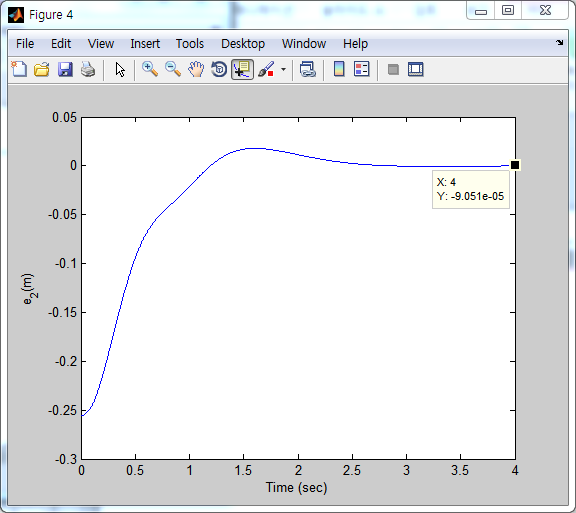 Figure 4
File Edit View Insert Tools Desktop Window Help
0.05
0
-0.05
-0.1
-0.15
-0.2
-0.25
-0.3
e2(m)
X: 4
Y: -9.051e-05
0 0.5 1 1.5 2 2.5 3 3.5 4
Time (sec)